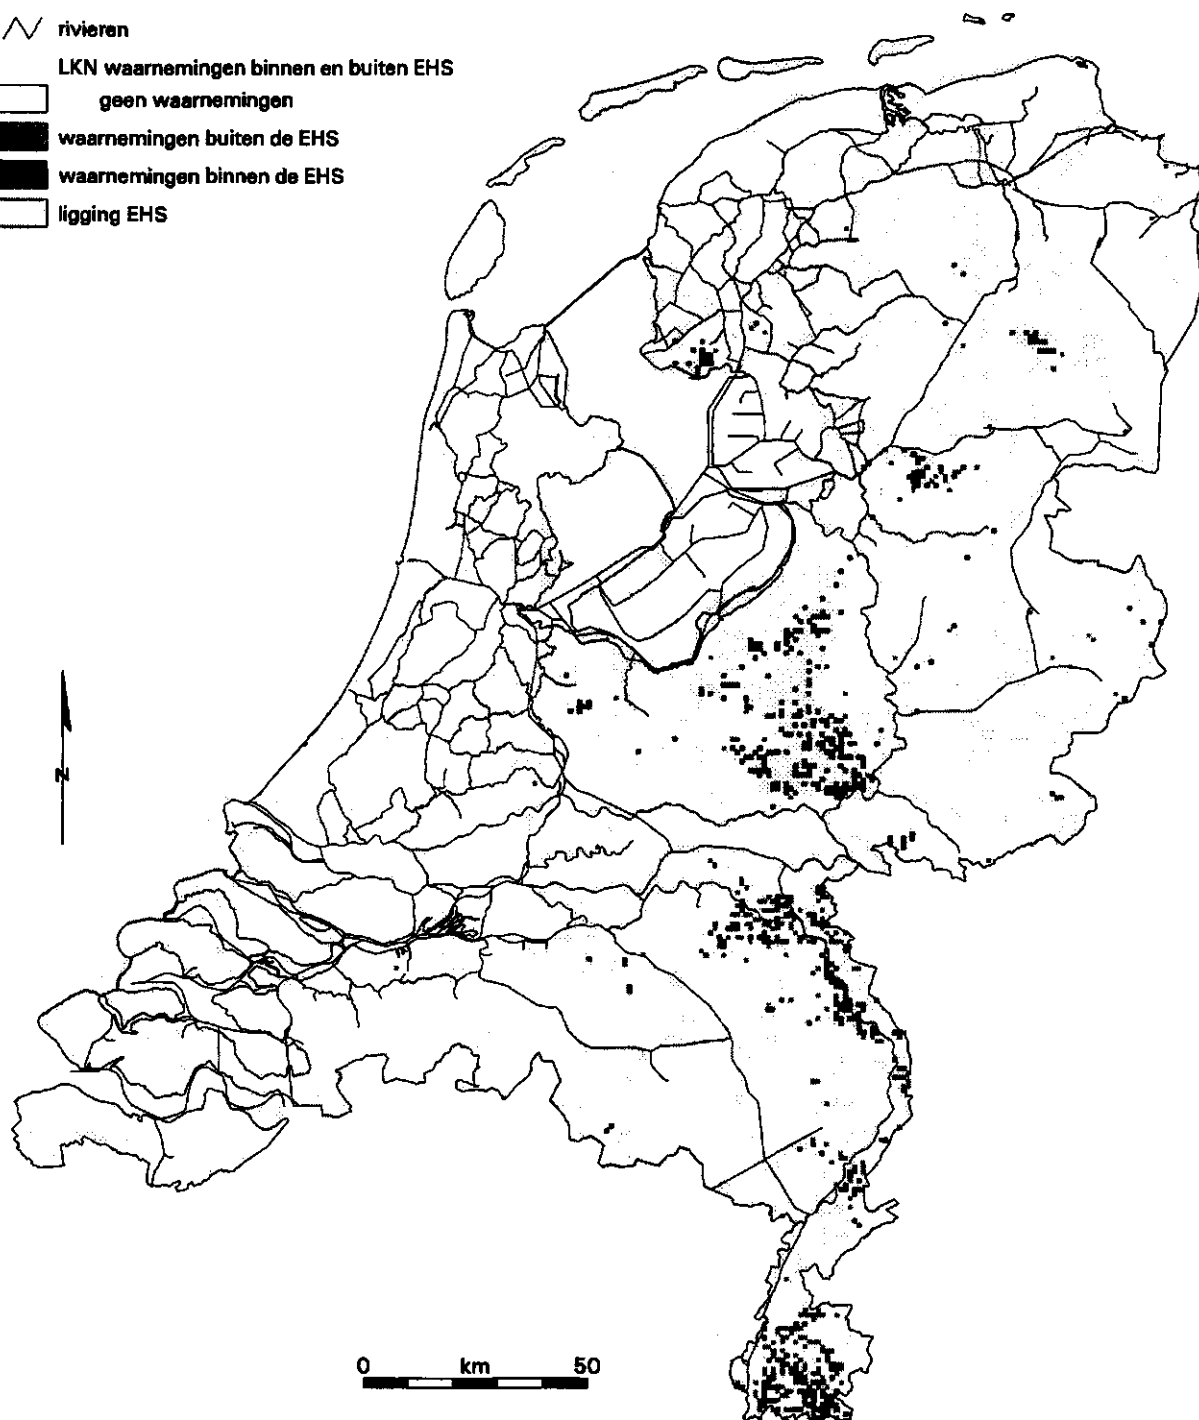 rivieren
LKN waarnemingen binnen en buiten EHS
geen waarnemingen
waarnemingen buiten de EHS
waarnemingen binnen de EHS
ligging EHS
N
0 km 50